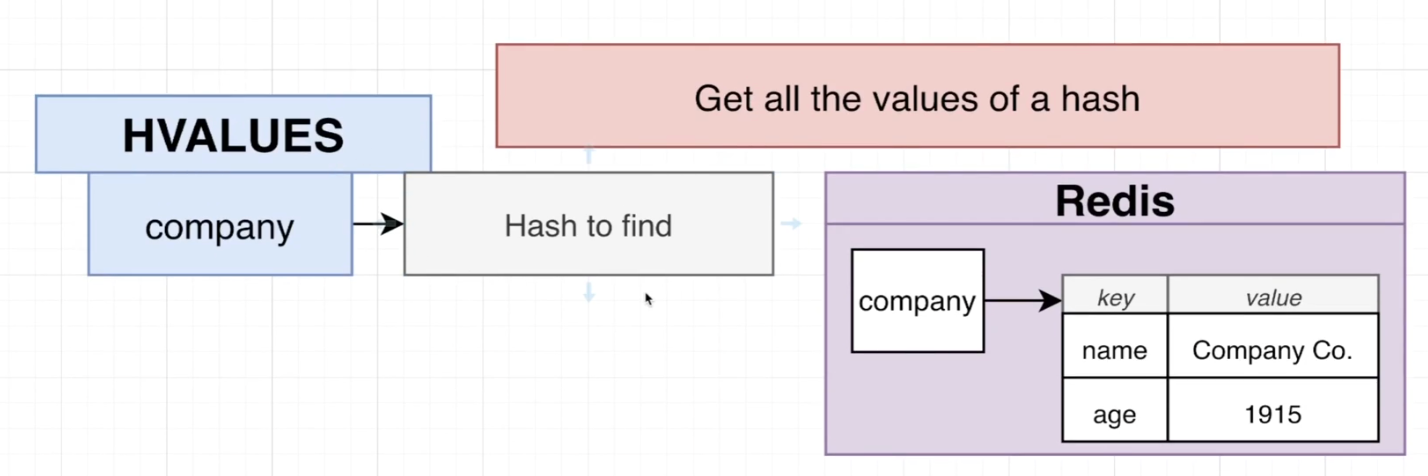 Get all the values of a hash
HVALUES
company
Hash to find
Redis
company
key value
name Company Co.
age 1915